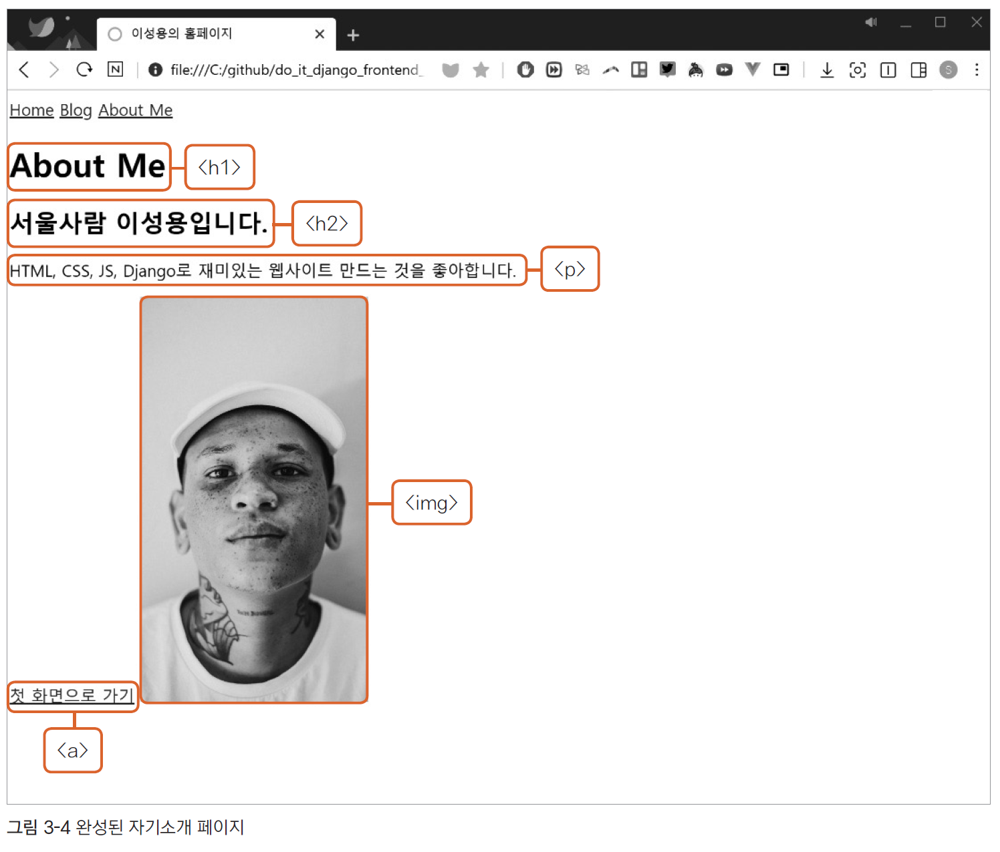 이성용의 홈페이지
file:///C:/github/do_it_django_frontend_
Home Blog About Me
About Me
<h1>
서울사람 이성용입니다.
<h2>
HTML, CSS, JS, Django로 재미있는 웹사이트 만드는 것을 좋아합니다.
<p>
<img>
첫 화면으로 가기
<a>
그림 3-4 완성된 자기소개 페이지